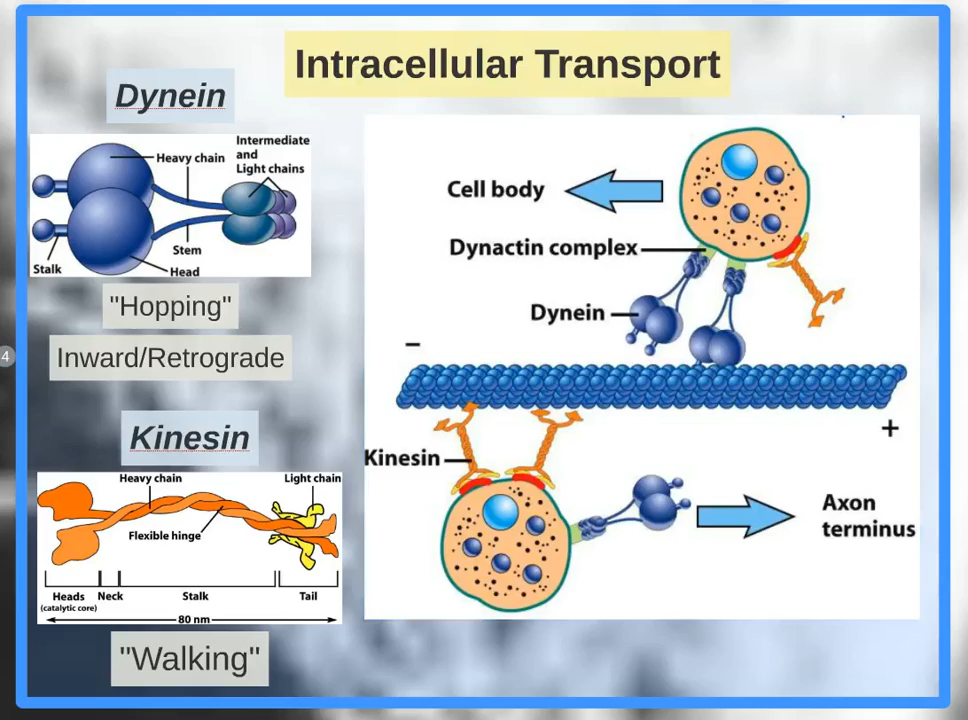 Intracellular Transport
Dynein
Heavy chain
Intermediate
and
Light chains
Stalk
Stem
Head
"Hopping"
Inward/Retrograde
4
Kinesin
Heavy chain
Light chain
Flexible hinge
Heads
(catalytic core)
Neck
Stalk
Tail
80 nm
"Walking"
Cell body
Dynactin complex
Dynein
–
+
Kinesin
Axon
terminus